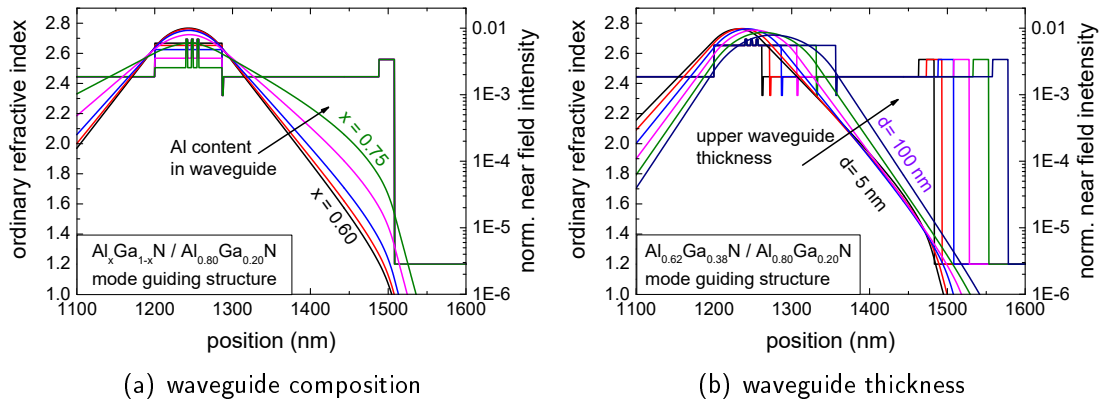 ordinary refractive index
2.8
2.6
2.4
2.2
2.0
1.8
1.6
1.4
1.2
1.0
1100 1200 1300 1400 1500 1600
position (nm)
0.01
1E-3
1E-4
1E-5
1E-6
norm. near field intensity
Al content
in waveguide
x = 0.75
x = 0.60
AlxGa1-xN / Al0.80Ga0.20N
mode guiding structure
(a) waveguide composition
ordinary refractive index
2.8
2.6
2.4
2.2
2.0
1.8
1.6
1.4
1.2
1.0
1100 1200 1300 1400 1500 1600
position (nm)
0.01
1E-3
1E-4
1E-5
1E-6
norm. near field inetensity
upper waveguide
thickness
d= 100 nm
d= 5 nm
Al0.62Ga0.38N / Al0.80Ga0.20N
mode guiding structure
(b) waveguide thickness